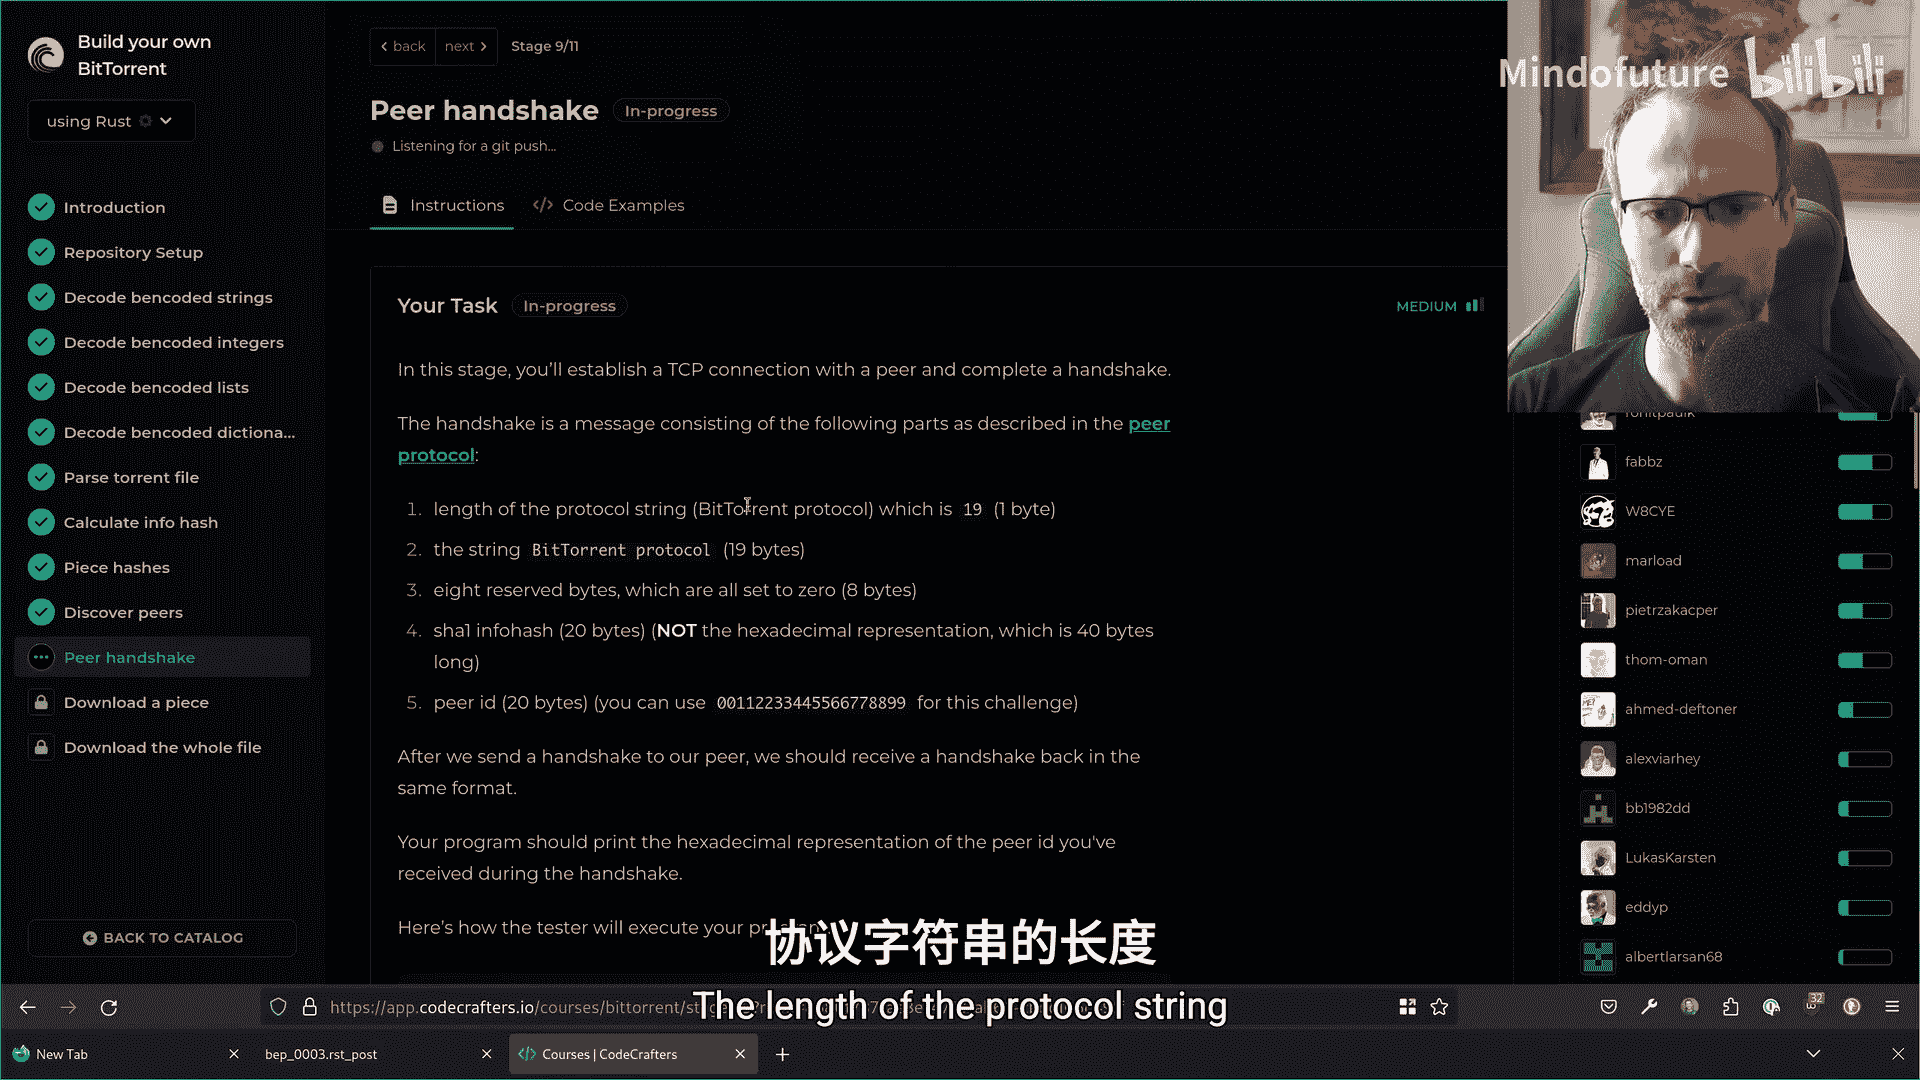 Build your own
BitTorrent
using Rust
Introduction
Repository Setup
Decode bencoded strings
Decode bencoded integers
Decode bencoded lists
Decode bencoded dictiona...
Parse torrent file
Calculate info hash
Piece hashes
Discover peers
Peer handshake
Download a piece
Download the whole file
BACK TO CATALOG
back
next
Stage 9/11
Peer handshake
In-progress
Listening for a git push...
Instructions
Code Examples
Your Task
In-progress
MEDIUM
In this stage, you'll establish a TCP connection with a peer and complete a handshake.
The handshake is a message consisting of the following parts as described in the peer
protocol:
1. length of the protocol string (BitTorrent protocol) which is 19 (1 byte)
2. the string BitTorrent protocol (19 bytes)
3. eight reserved bytes, which are all set to zero (8 bytes)
4. sha1 infohash (20 bytes) (NOT the hexadecimal representation, which is 40 bytes
long)
5. peer id (20 bytes) (you can use 00112233445566778899 for this challenge)
After we send a handshake to our peer, we should receive a handshake back in the
same format.
Your program should print the hexadecimal representation of the peer id you've
received during the handshake.
Here's how the tester will execute your
Mindofuture bilibili
fabbz
W8CYE
marload
pietrzakacper
thom-oman
ahmed-deftoner
alexviarhey
bb1982dd
LukasKarsten
eddyp
albertlarsan68
协议字符串的长度
The length of the protocol string
https://app.codecrafters.io/courses/bittorrent/
32
New Tab
bep_0003.rst_post
Courses | CodeCrafters